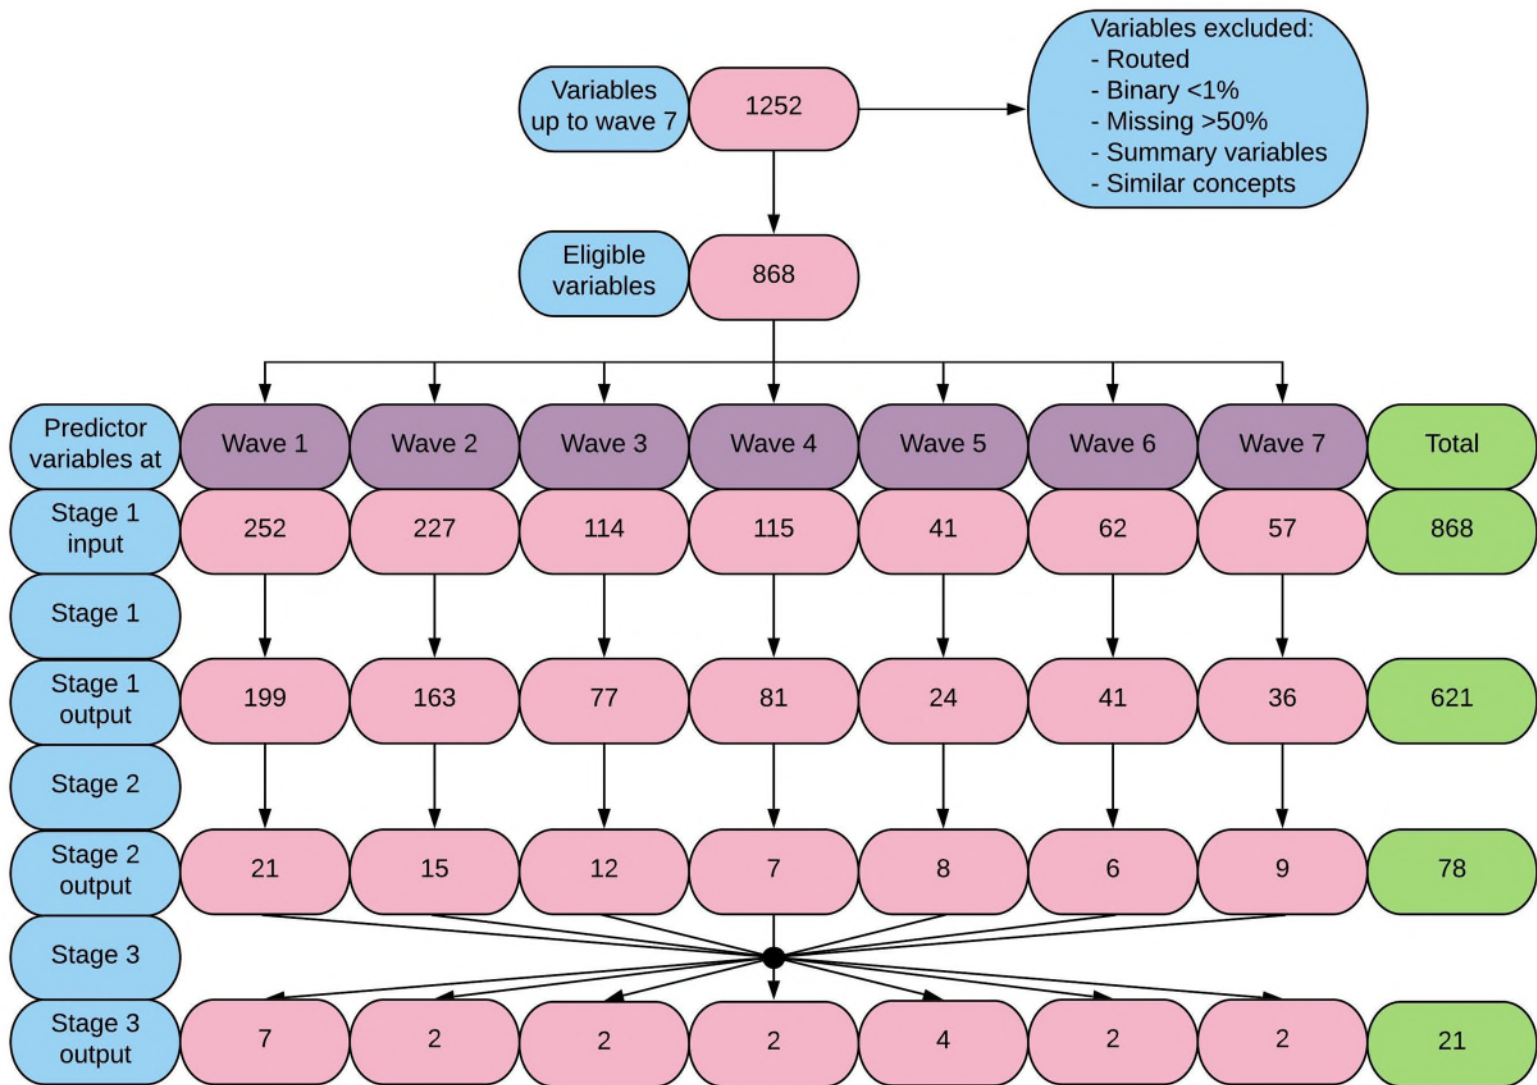 Variables excluded:
- Routed
- Binary <1%
- Missing >50%
- Summary variables
- Similar concepts
Variables
up to wave 7
1252
Eligible
variables
868
Predictor
variables at
Wave 1
Wave 2
Wave 3
Wave 4
Wave 5
Wave 6
Wave 7
Total
Stage 1
input
252
227
114
115
41
62
57
868
Stage 1
Stage 1
output
199
163
77
81
24
41
36
621
Stage 2
Stage 2
output
21
15
12
7
8
6
9
78
Stage 3
Stage 3
output
7
2
2
2
4
2
2
21